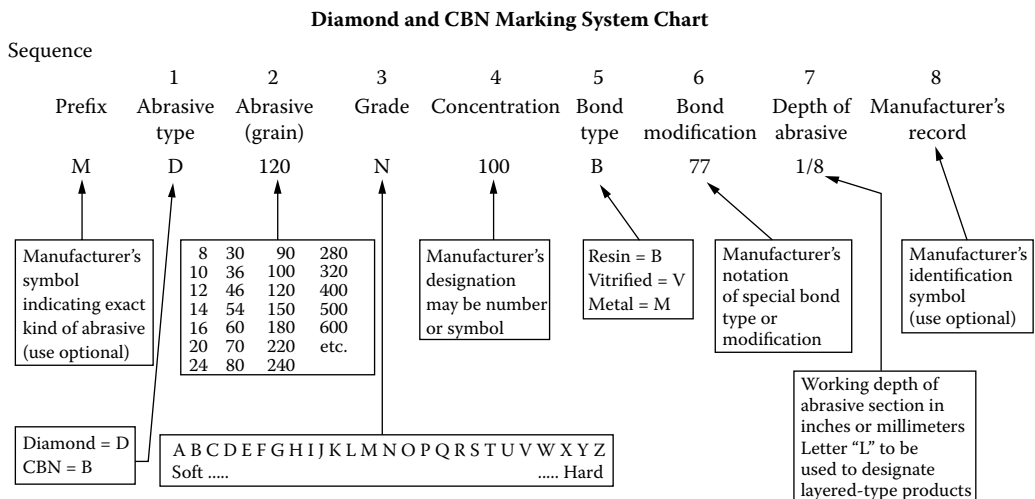 Diamond and CBN Marking System Chart
Sequence
1 2 3 4 5 6 7 8
Prefix Abrasive Abrasive Grade Concentration Bond Bond Depth of Manufacturer's
type (grain) type modification abrasive record
M D 120 N 100 B 77 1/8
Manufacturer's
symbol
indicating exact
kind of abrasive
(use optional)
8 30 90 280
10 36 100 320
12 46 120 400
14 54 150 500
16 60 180 600
20 70 220 etc.
24 80 240
Manufacturer's
designation
may be number
or symbol
Resin = B
Vitrified = V
Metal = M
Manufacturer's
notation
of special bond
type or
modification
Manufacturer's
identification
symbol
(use optional)
Working depth of
abrasive section in
inches or millimeters
Letter “L” to be
used to designate
layered-type products
Diamond = D
CBN = B
A B C D E F G H I J K L M N O P Q R S T U V W X Y Z
Soft ..... ..... Hard